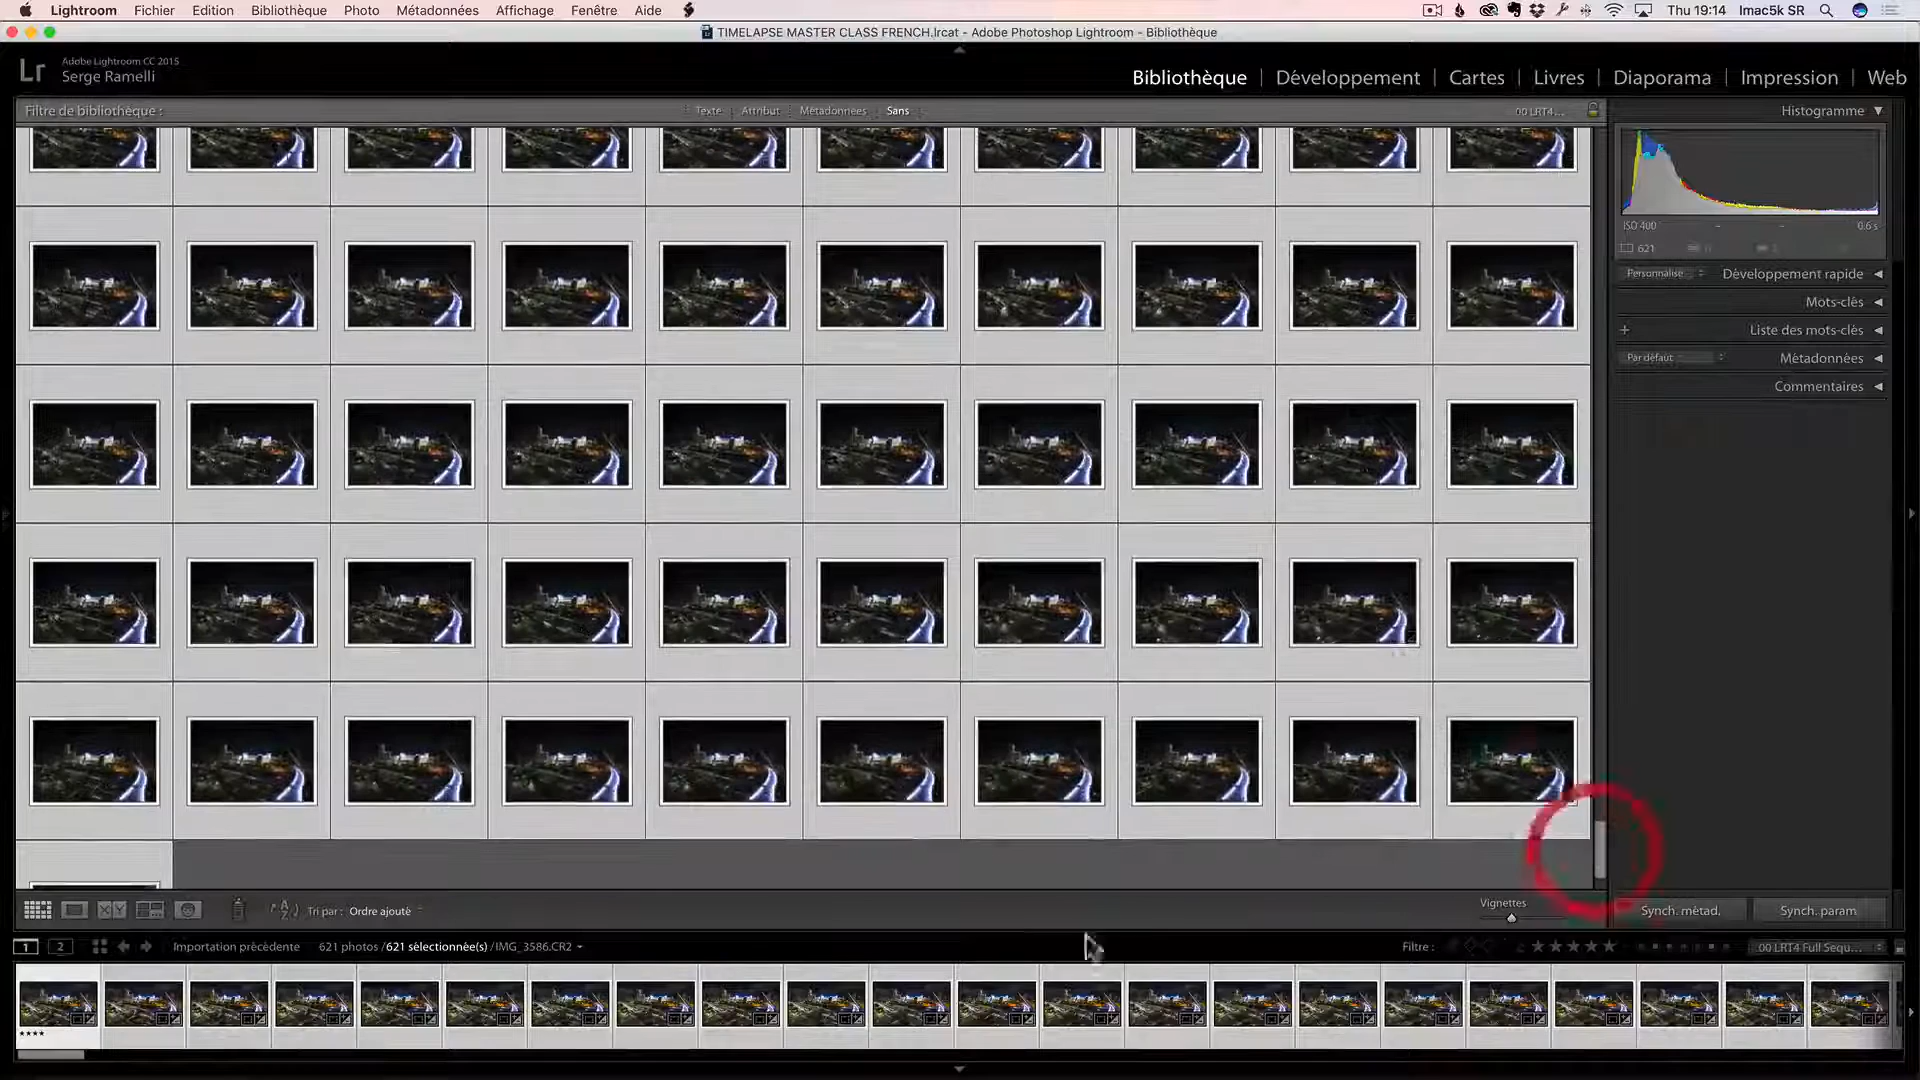 Lightroom Fichier Edition Bibliothèque Photo Métadonnées Affichage Fenêtre Aide Thu 19:14 Imac5k SR
TIMELAPSE MASTER CLASS FRENCH.lrcat - Adobe Photoshop Lightroom - Bibliothèque
Lr
Adobe Lightroom CC 2015
Serge Ramelli
Bibliothèque | Développement | Cartes | Livres | Diaporama | Impression | Web
Filtre de bibliothèque : Texte Attribut Métadonnées Sans 00 LRT4...
Histogramme
ISO 400 - - 0.6 s
621
Personnalisé Développement rapide
Mots-clés
+ Liste des mots-clés
Par défaut Métadonnées
Commentaires
XY Tri par : Ordre ajouté
Vignettes
Synch. métad. Synch. param
1 2 Importation précédente 621 photos / 621 sélectionnée(s) / IMG_3586.CR2 Filtre : 00 LRT4 Full Sequ...